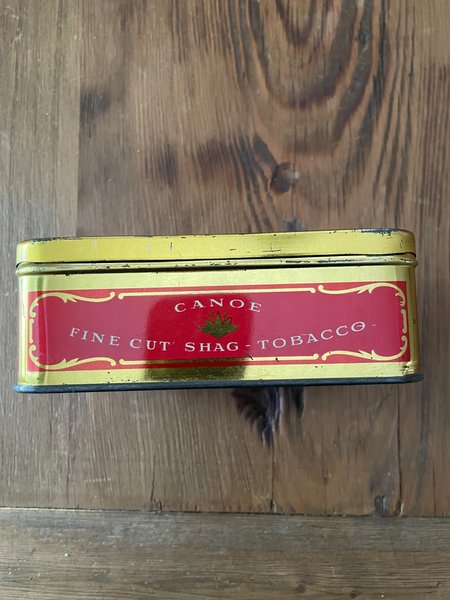 CANOE
FINE CUT SHAG - TOBACCO